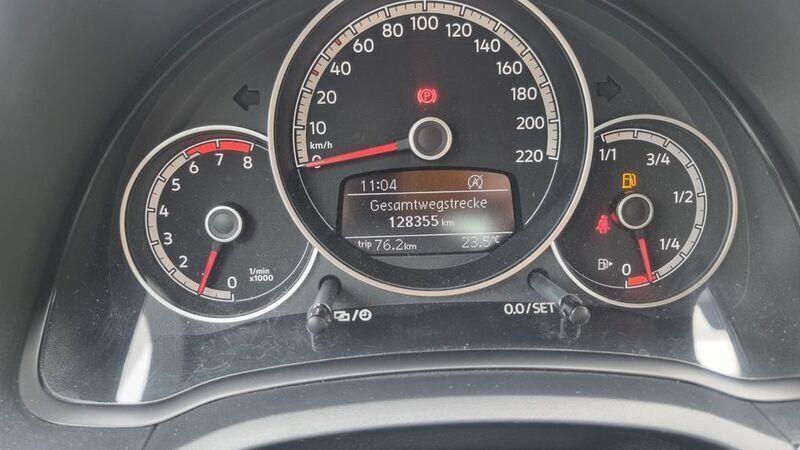 100
80
120
60
140
40
160
20
180
10
200
km/h
0
220
(P)
11:04
A
Gesamtwegstrecke
128355 km
trip 76.2km 23.5°C
6 7 8
5
4
3
2
1/min
x1000
0
1/1 3/4
1/2
1/4
0
0.0/SET